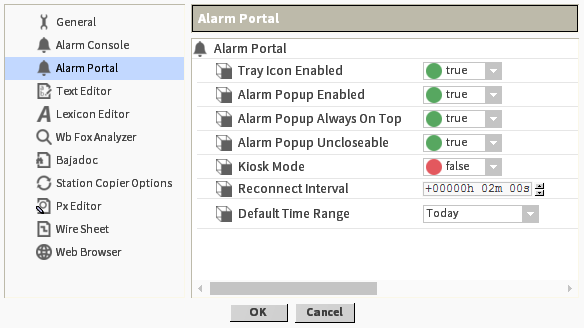 General
Alarm Console
Alarm Portal
Text Editor
Lexicon Editor
Wb Fox Analyzer
Bajadoc
Station Copier Options
Px Editor
Wire Sheet
Web Browser
Alarm Portal
Alarm Portal
Tray Icon Enabled true
Alarm Popup Enabled true
Alarm Popup Always On Top true
Alarm Popup Uncloseable true
Kiosk Mode false
Reconnect Interval +00000h 02m 00s
Default Time Range Today
OK Cancel